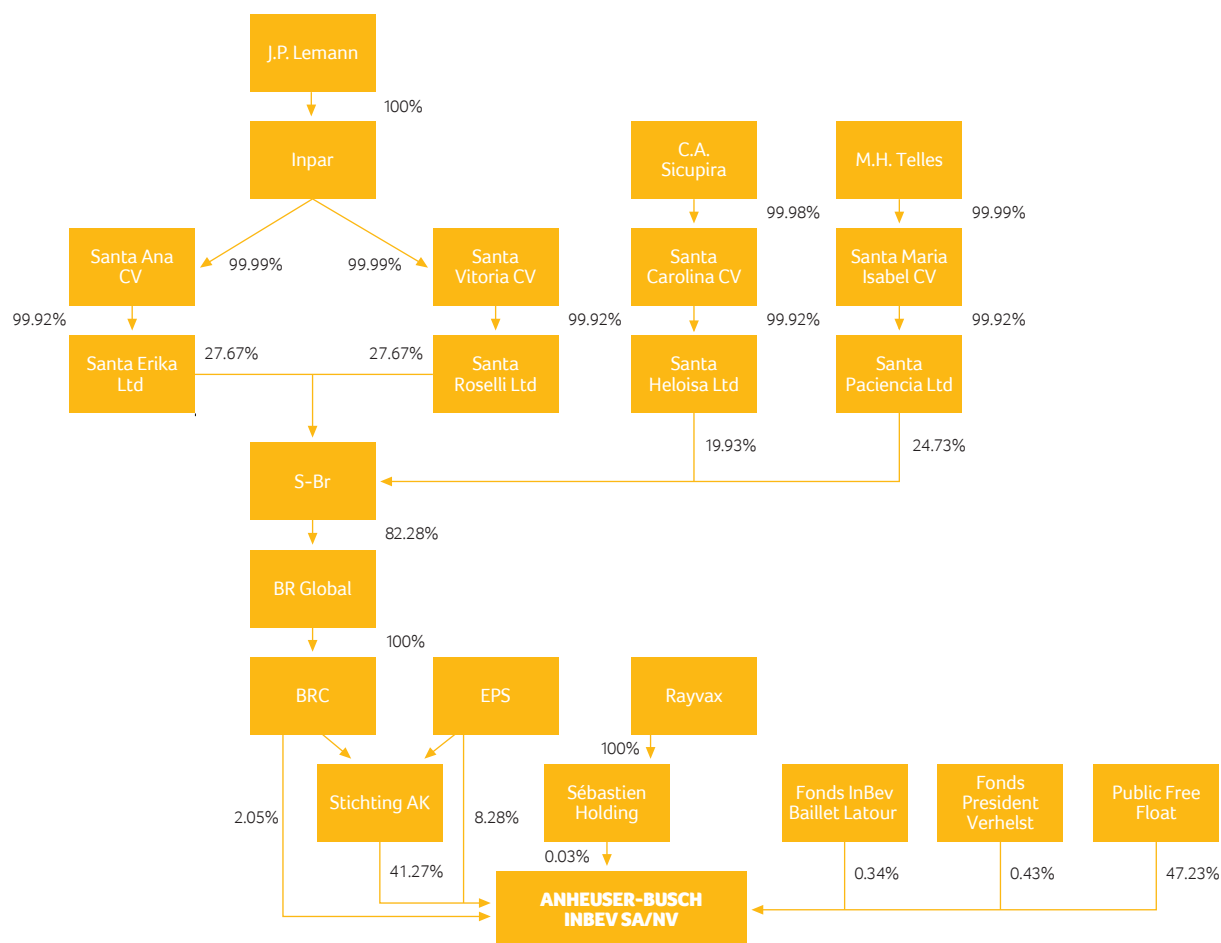 J.P. Lemann
100%
Inpar
C.A.
Sicupira
M.H. Telles
99.98%
99.99%
Santa Ana
CV
99.99%
99.99%
Santa
Vitoria CV
Santa
Carolina CV
Santa Maria
Isabel CV
99.92%
99.92%
99.92%
99.92%
Santa Erika
Ltd
27.67%
27.67%
Santa
Roselli Ltd
Santa
Heloisa Ltd
Santa
Paciencia Ltd
19.93%
24.73%
S-Br
82.28%
BR Global
100%
BRC
EPS
Rayvax
100%
Stichting AK
Sébastien
Holding
Fonds InBev
Baillet Latour
Fonds
President
Verhelst
Public Free
Float
2.05%
8.28%
0.03%
41.27%
0.34%
0.43%
47.23%
ANHEUSER-BUSCH
INBEV SA/NV